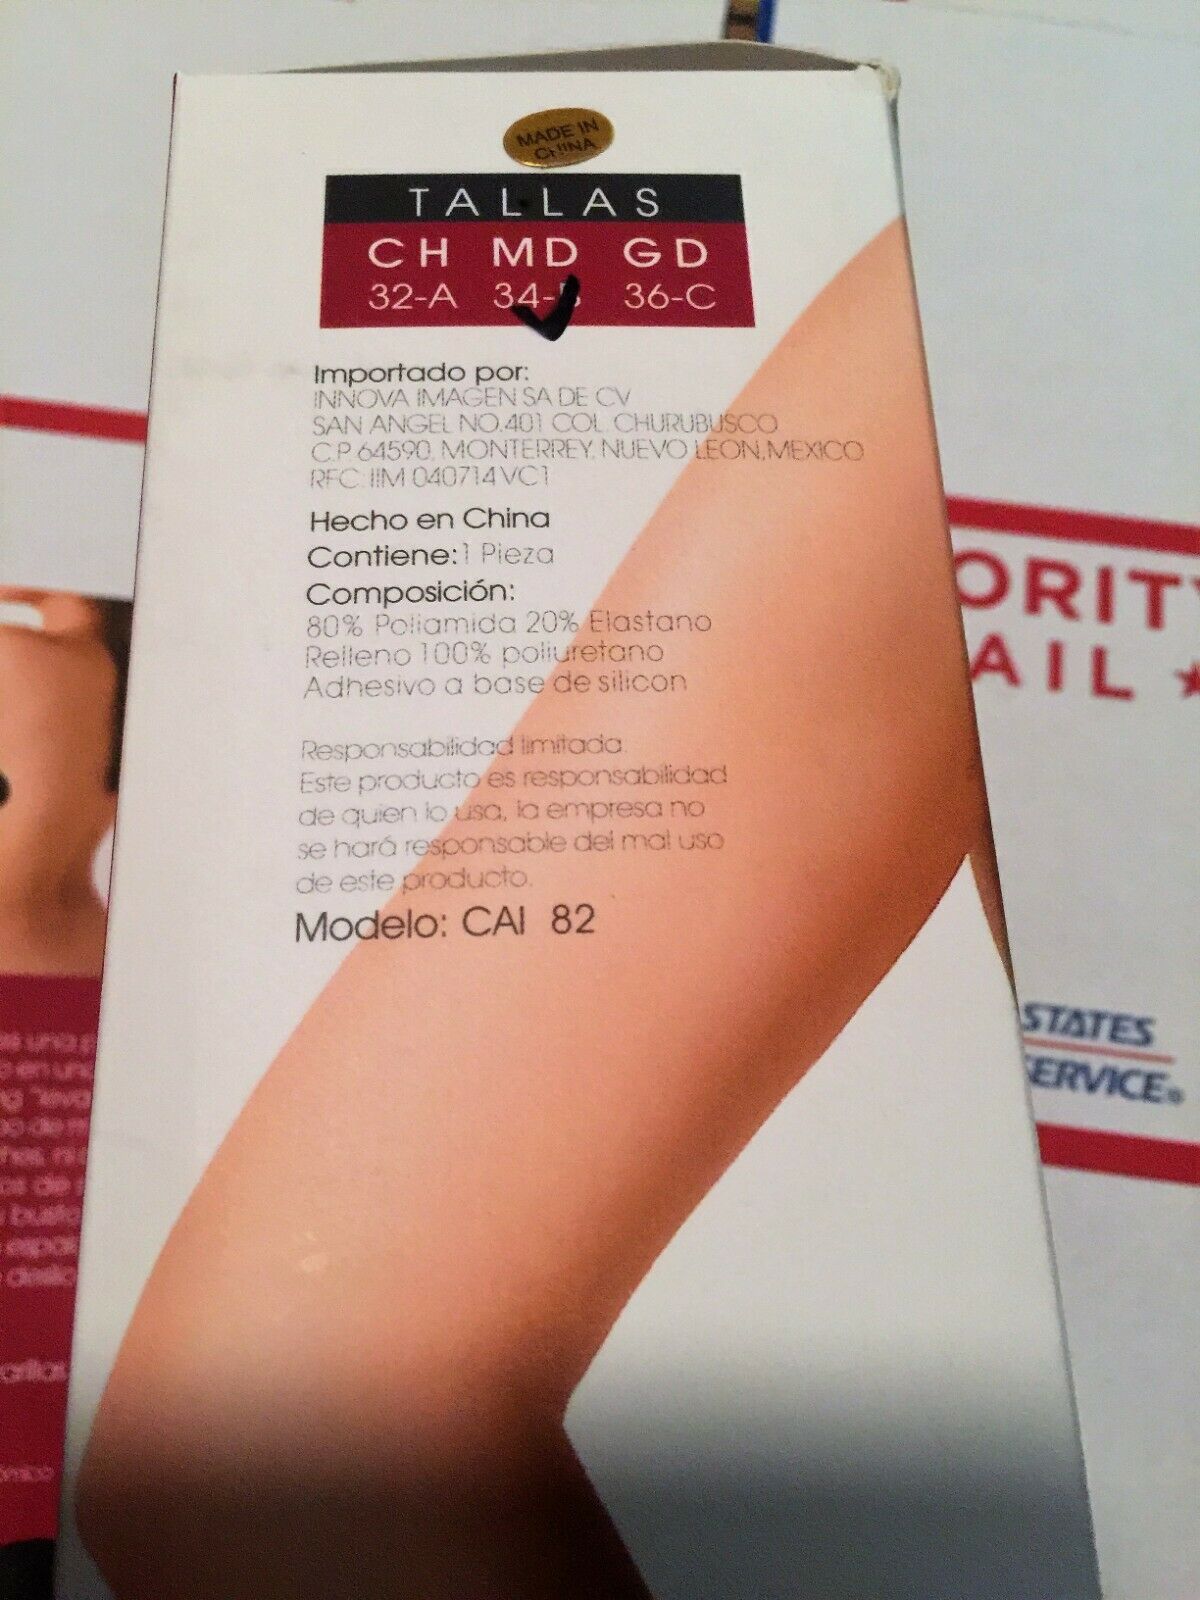 MADE IN
CHINA
TALLAS
CH MD GD
32-A 34-B 36-C
Importado por:
INNOVA IMAGEN SA DE CV
SAN ANGEL NO.401 COL. CHURUBUSCO
C.P. 64590, MONTERREY, NUEVO LEON,MEXICO
RFC. IIM 040714 VC1
Hecho en China
Contiene:1 Pieza
Composición:
80% Poliamida 20% Elastano
Relleno 100% poliuretano
Adhesivo a base de silicon
Responsabilidad limitada.
Este producto es responsabilidad
de quien lo usa, la empresa no
se hará responsable del mal uso
de este producto.
Modelo: CAI 82
ORITY
AIL
STATES
ERVICE®